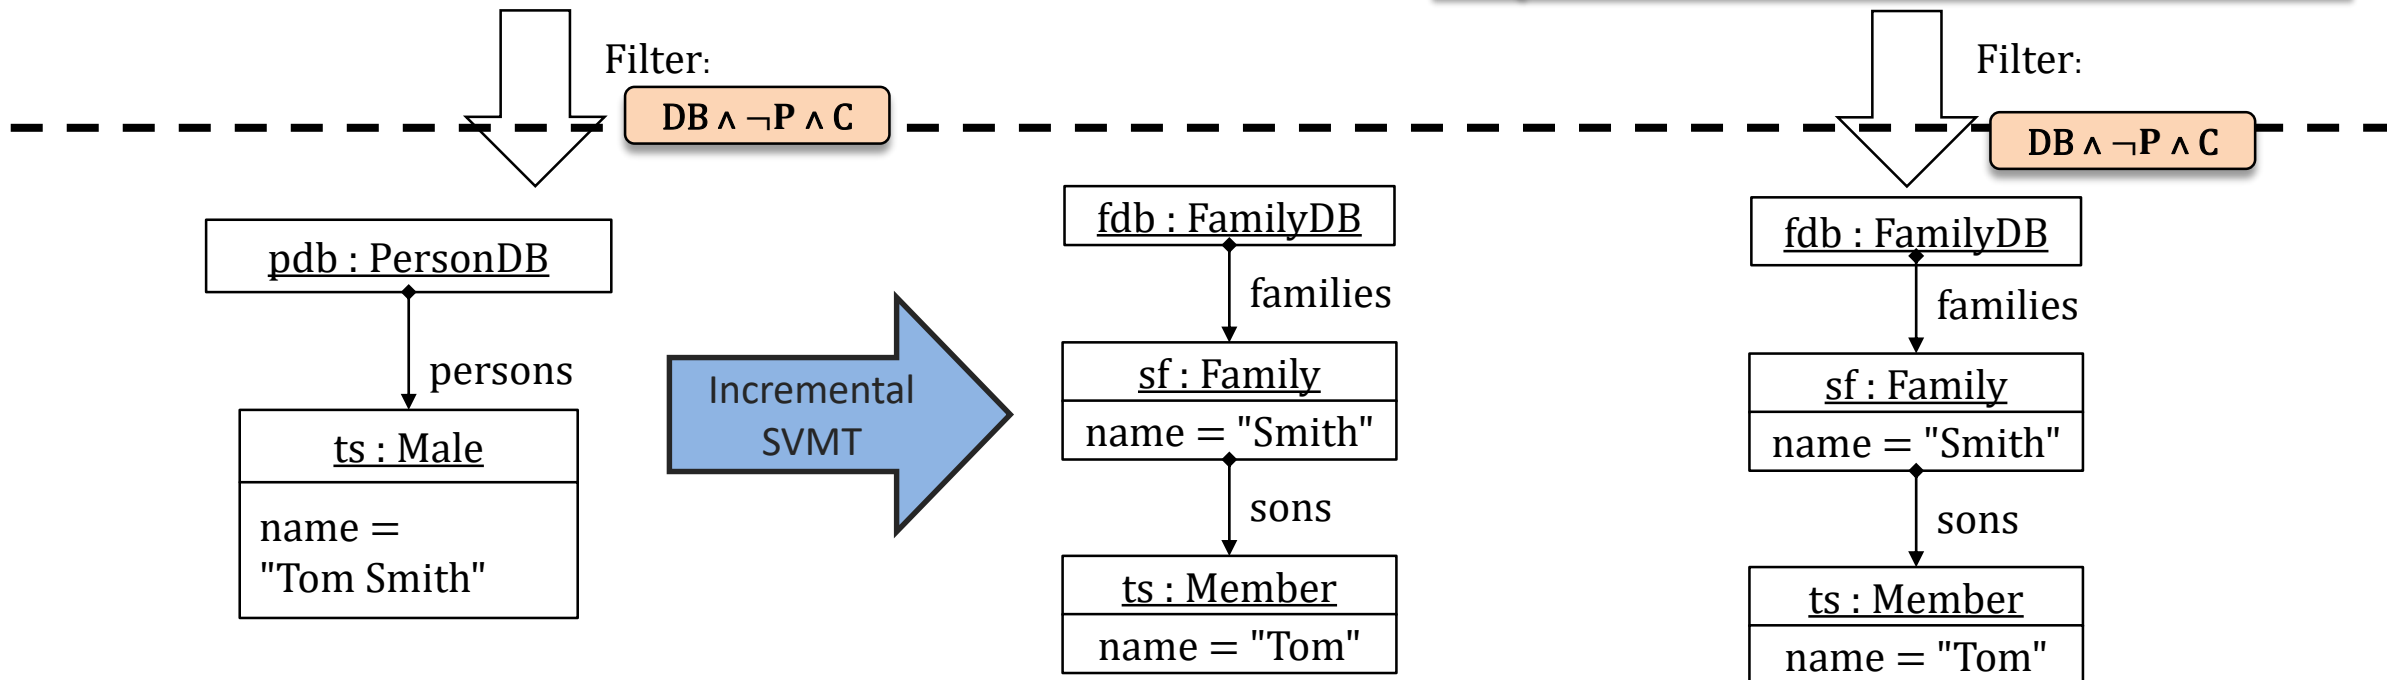 Filter:
DB ∧ ¬P ∧ C
Filter:
DB ∧ ¬P ∧ C
pdb : PersonDB
persons
ts : Male
name =
"Tom Smith"
Incremental
SVMT
fdb : FamilyDB
families
sf : Family
name = "Smith"
sons
ts : Member
name = "Tom"
fdb : FamilyDB
families
sf : Family
name = "Smith"
sons
ts : Member
name = "Tom"